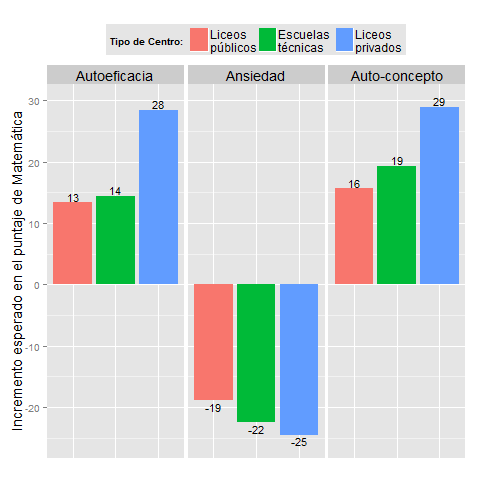 Tipo de Centro:
Liceos
públicos
Escuelas
técnicas
Liceos
privados
Autoeficacia
Ansiedad
Auto-concepto
Incremento esperado en el puntaje de Matemática
30
20
10
0
-10
-20
13
14
28
-19
-22
-25
16
19
29